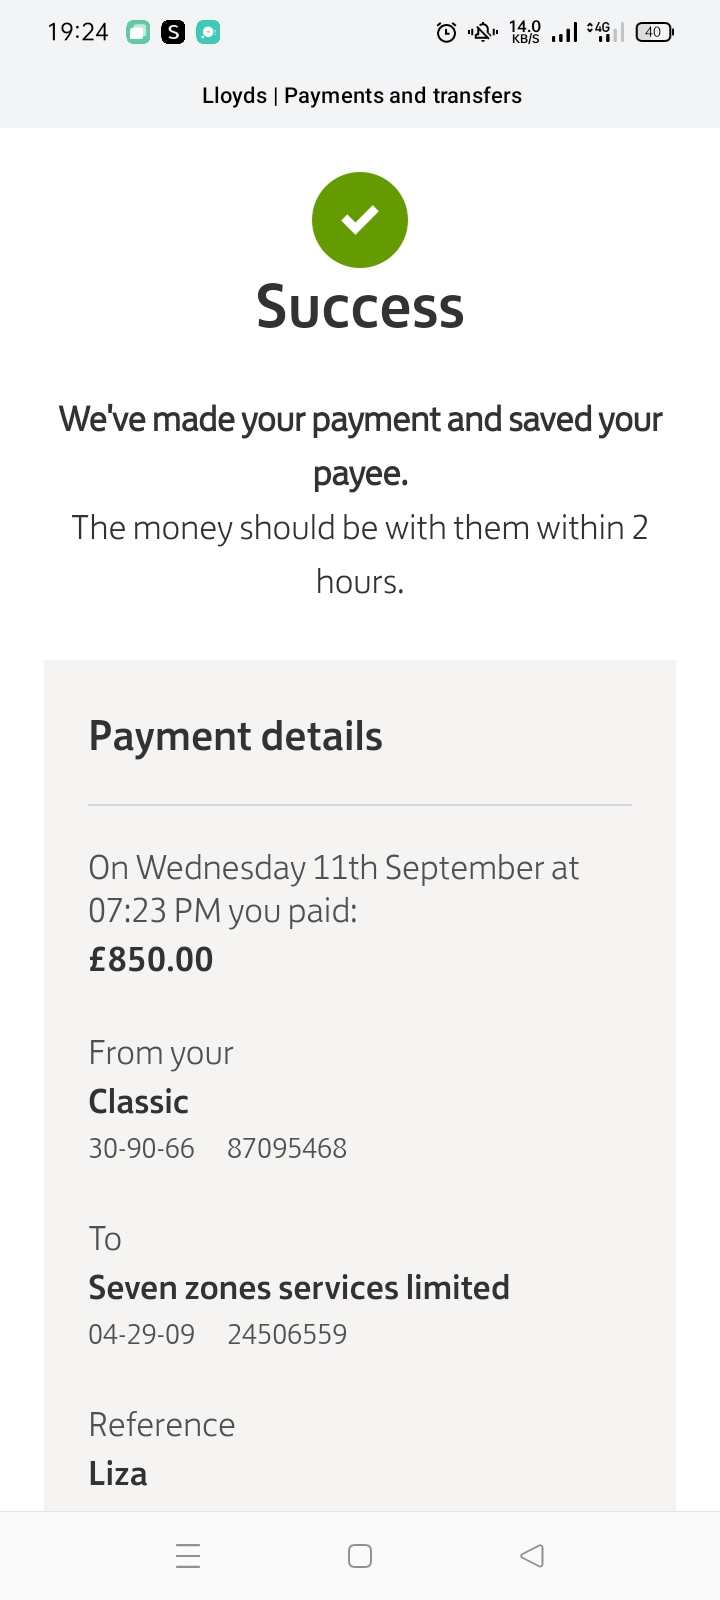 19:24
S
14.0
KB/S
4G
40
Lloyds | Payments and transfers
Success
We've made your payment and saved your
payee.
The money should be with them within 2
hours.
Payment details
On Wednesday 11th September at
07:23 PM you paid:
£850.00
From your
Classic
30-90-66 87095468
To
Seven zones services limited
04-29-09 24506559
Reference
Liza